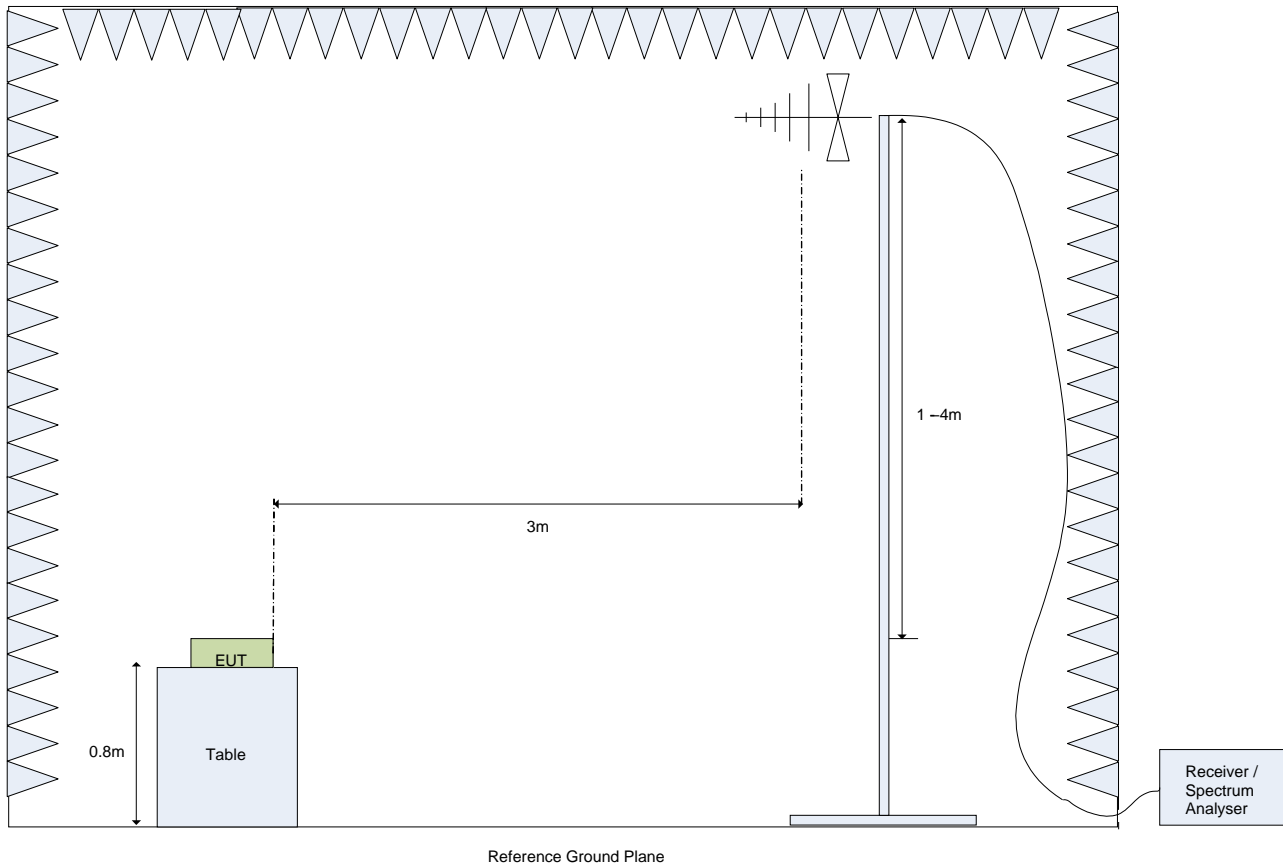 1 –4m
3m
EUT
0.8m
Table
Receiver /
Spectrum
Analyser
Reference Ground Plane